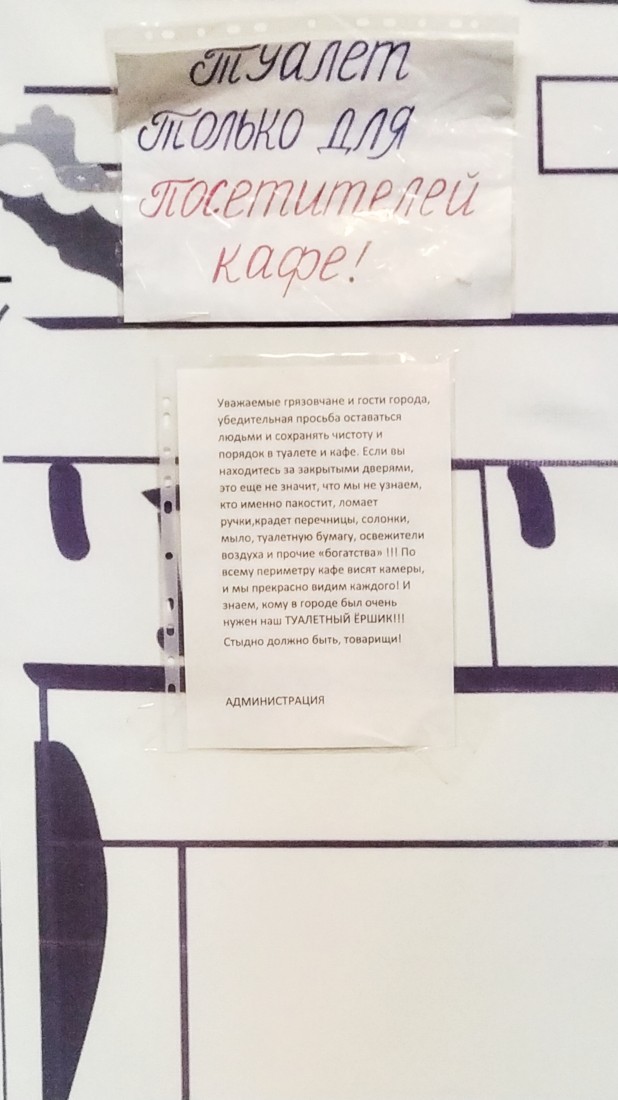 Туалет
только для
посетителей
кафе!
Уважаемые грязовчане и гости города,
убедительная просьба оставаться
людьми и сохранять чистоту и
порядок в туалете и кафе. Если вы
находитесь за закрытыми дверями,
это еще не значит, что мы не узнаем,
кто именно пакостит, ломает
ручки,крадет перечницы, солонки,
мыло, туалетную бумагу, освежители
воздуха и прочие «богатства» !!! По
всему периметру кафе висят камеры,
и мы прекрасно видим каждого! И
знаем, кому в городе был очень
нужен наш ТУАЛЕТНЫЙ ЁРШИК!!!
Стыдно должно быть, товарищи!
АДМИНИСТРАЦИЯ